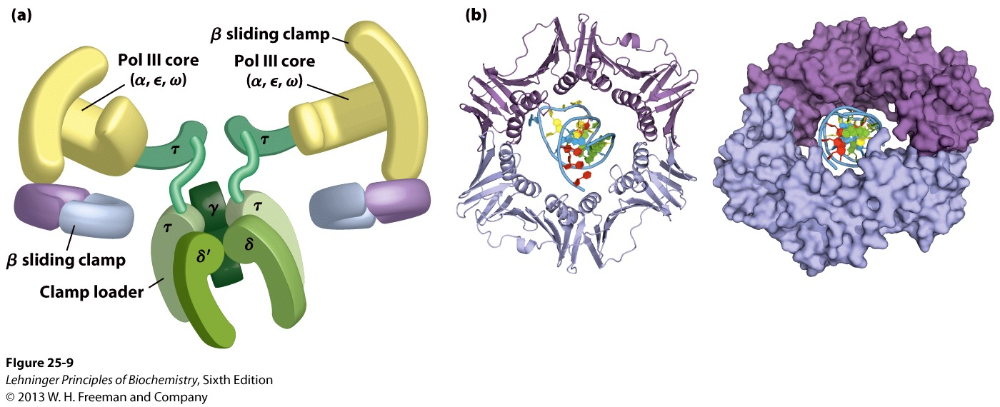 (a)
β sliding clamp
Pol III core
(α, ϵ, ω)
Pol III core
(α, ϵ, ω)
τ
τ
γ
τ
τ
δ′
δ
β sliding clamp
Clamp loader
(b)
FIgure 25-9
Lehninger Principles of Biochemistry, Sixth Edition
© 2013 W. H. Freeman and Company